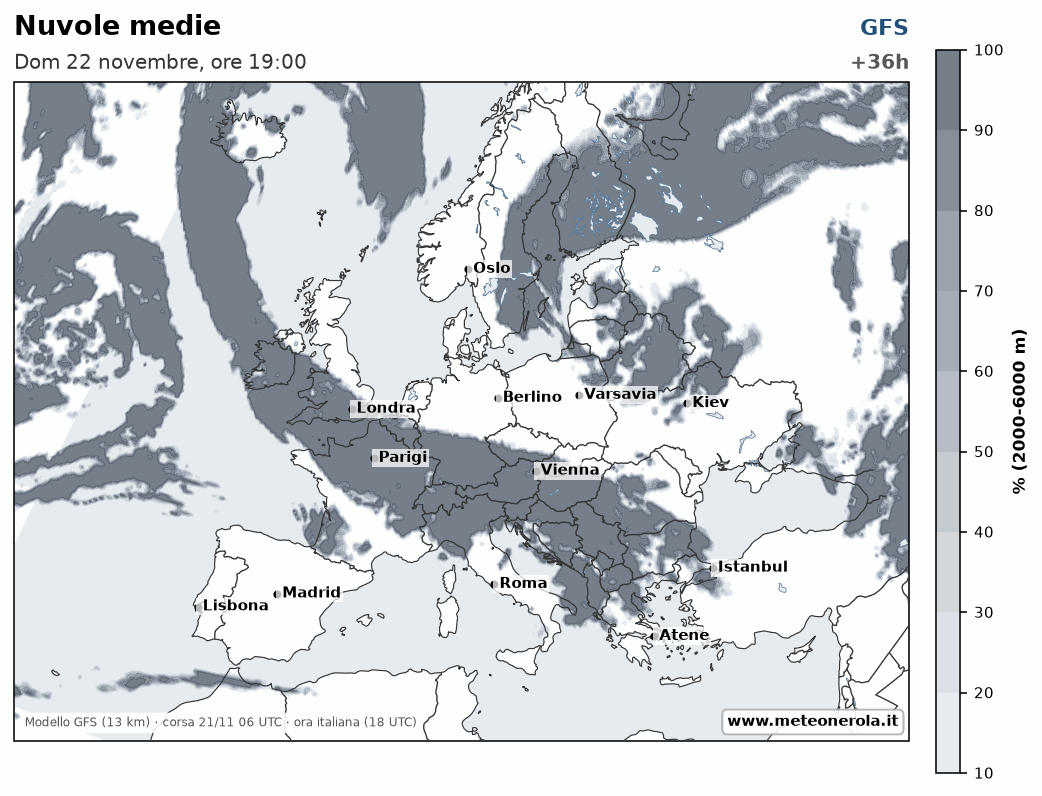 Nuvole medie
GFS
Dom 22 novembre, ore 19:00
+36h
Oslo
Berlino
Varsavia
Kiev
Londra
Parigi
Vienna
Istanbul
Roma
Madrid
Lisbona
Atene
Modello GFS (13 km) · corsa 21/11 06 UTC · ora italiana (18 UTC)
www.meteonerola.it
100
90
80
70
60
50
40
30
20
10
% (2000-6000 m)